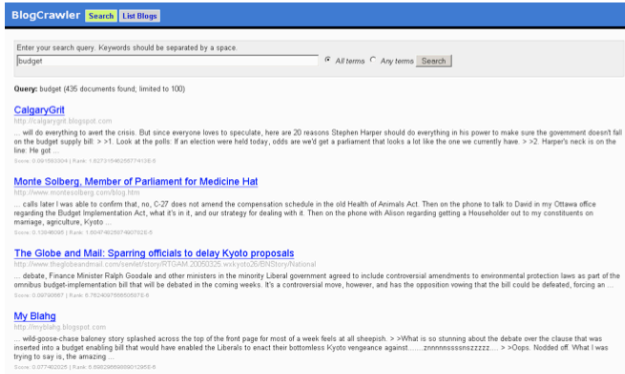 BlogCrawler Search List Blogs
Enter your search query. Keywords should be separated by a space.
budget All terms Any terms Search
Query: budget (435 documents found; limited to 100)
CalgaryGrit
http://calgarygrit.blogspot.com
... will do everything to avert the crisis. But since everyone loves to speculate, here are 20 reasons Stephen Harper should do everything in his power to make sure the government doesn't fall
on the budget supply bill: > >1. Look at the polls: If an election were held today, odds are we'd get a parliament that looks a lot like the one we currently have. > >2. Harper's neck is on the
line: He got ...
Monte Solberg, Member of Parliament for Medicine Hat
http://www.montesolberg.com/blog.htm
... calls later I was able to confirm that, no, C-27 does not amend the compensation schedule in the old Health of Animals Act. Then on the phone to talk to David in my Ottawa office
regarding the Budget Implementation Act, what it's in it, and our strategy for dealing with it. Then on the phone with Alison regarding getting a Householder out to my constituents on
marriage, agriculture, Kyoto ...
The Globe and Mail: Sparring officials to delay Kyoto proposals
http://www.theglobeandmail.com/servlet/story/RTGAM.20050325.wxkyoto26/BNStory/National
... debate, Finance Minister Ralph Goodale and other ministers in the minority Liberal government agreed to include controversial amendments to environmental protection laws as part of the
omnibus budget-implementation bill that will be debated in the coming weeks. It's a controversial move, however, and has the opposition vowing that the bill could be defeated, forcing an ...
My Blahg
http://myblahg.blogspot.com
... wild-goose-chase baloney story splashed across the top of the front page for most of a week feels at all sheepish. > >What is so stunning about the debate over the clause that was
inserted into a budget enabling bill that would have enabled the Liberals to enact their bottomless Kyoto vengeance against......znnnnnssssnszzzzz.... > >Oops. Nodded off. What I was
trying to say is, the amazing ...